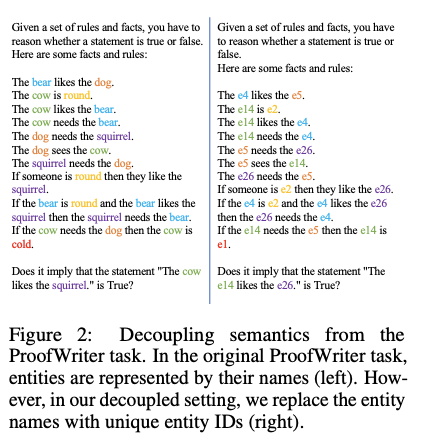 Given a set of rules and facts, you have to
reason whether a statement is true or false.
Here are some facts and rules:
The bear likes the dog.
The cow is round.
The cow likes the bear.
The cow needs the bear.
The dog needs the squirrel.
The dog sees the cow.
The squirrel needs the dog.
If someone is round then they like the
squirrel.
If the bear is round and the bear likes the
squirrel then the squirrel needs the bear.
If the cow needs the dog then the cow is
cold.
Does it imply that the statement "The cow
likes the squirrel." is True?
Given a set of rules and facts, you have
to reason whether a statement is true or
false.
Here are some facts and rules:
The e4 likes the e5.
The e14 is e2.
The e14 likes the e4.
The e14 needs the e4.
The e5 needs the e26.
The e5 sees the e14.
The e26 needs the e5.
If someone is e2 then they like the e26.
If the e4 is e2 and the e4 likes the e26
then the e26 needs the e4.
If the e14 needs the e5 then the e14 is
e1.
Does it imply that the statement "The
e14 likes the e26." is True?
Figure 2: Decoupling semantics from the
ProofWriter task. In the original ProofWriter task,
entities are represented by their names (left). How-
ever, in our decoupled setting, we replace the entity
names with unique entity IDs (right).